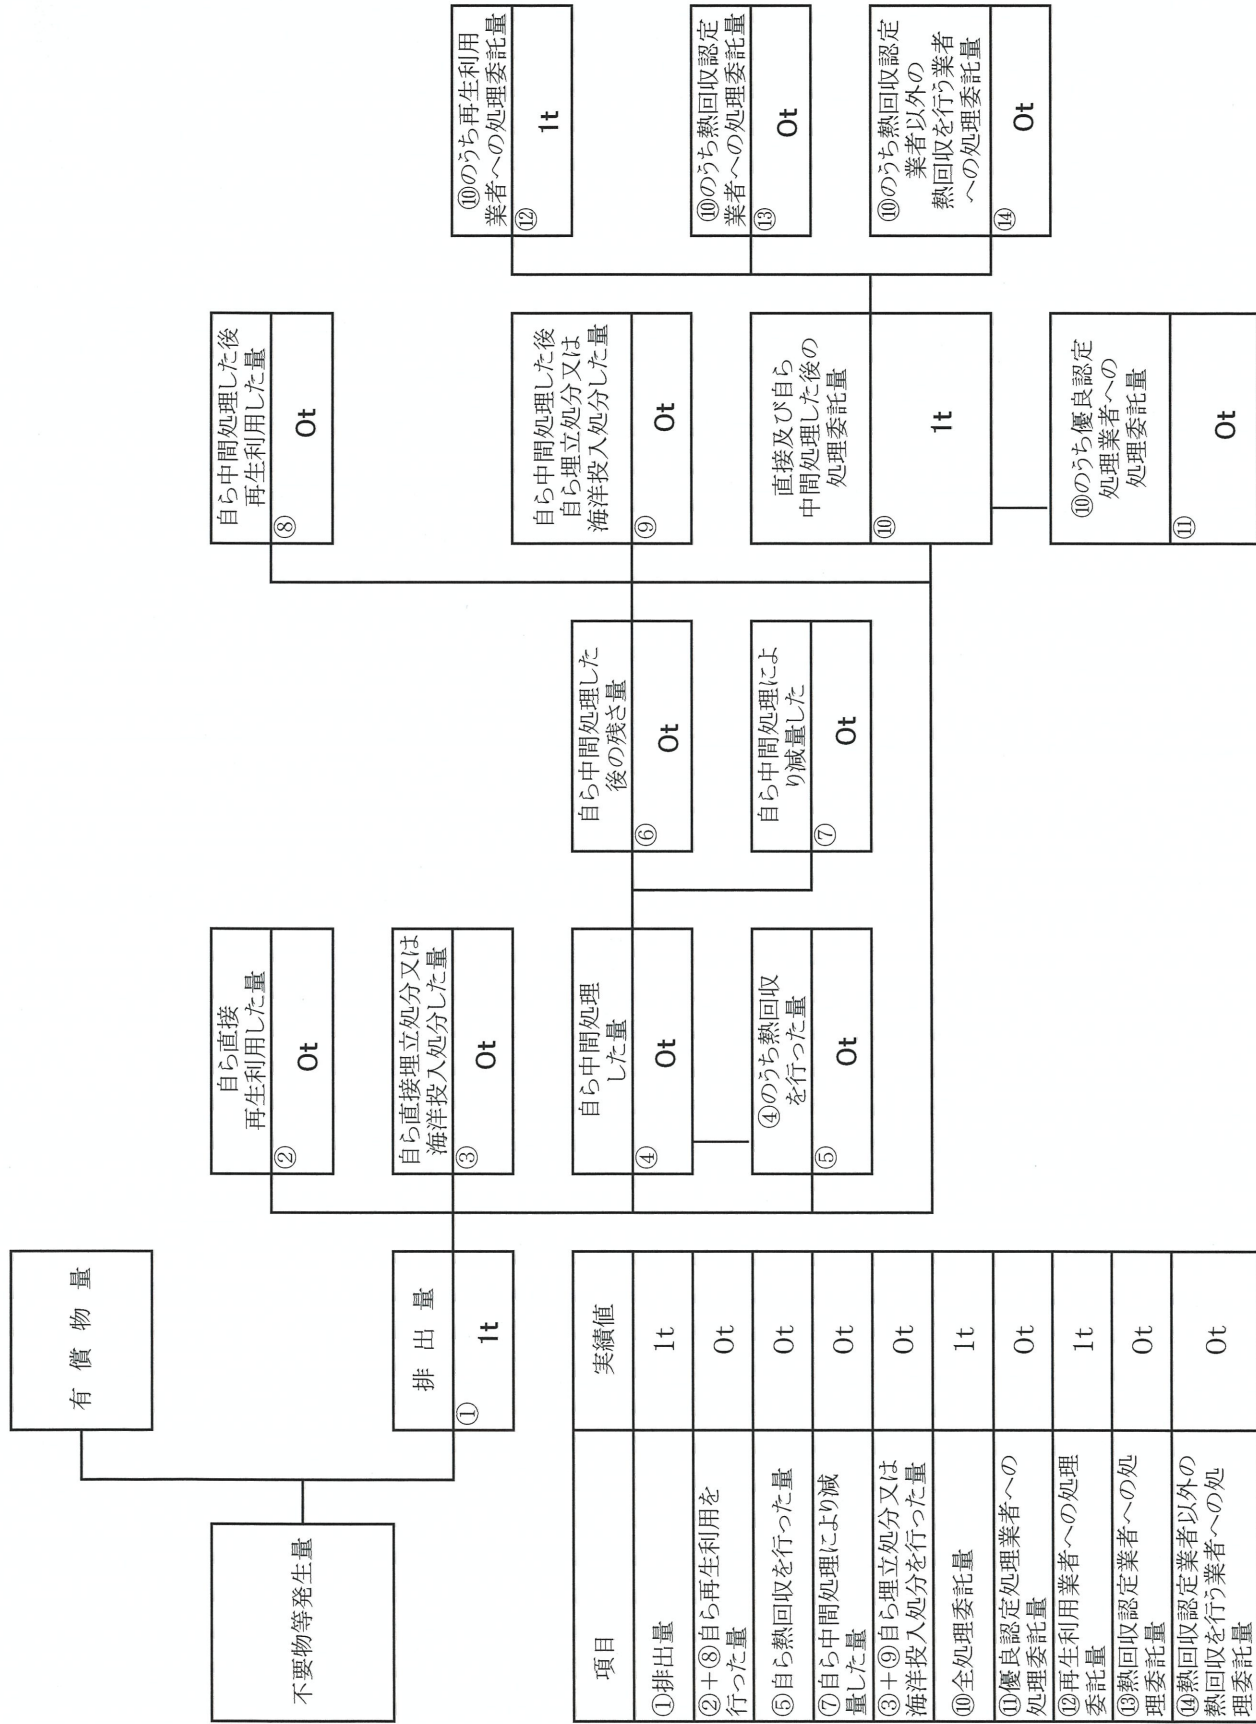 不要物等発生量
有償物量
排出量
①
1t
自ら直接
再生利用した量
②
0t
自ら直接埋立処分又は
海洋投入処分した量
③
0t
自ら中間処理
した量
④
0t
④のうち熱回収
を行った量
⑤
0t
自ら中間処理した
後の残さ量
⑥
0t
自ら中間処理によ
り減量した
⑦
0t
自ら中間処理した後
再生利用した量
⑧
0t
自ら中間処理した後
自ら埋立処分又は
海洋投入処分した量
⑨
0t
直接及び自ら
中間処理した後の
処理委託量
⑩
1t
⑩のうち優良認定
処理業者への
処理委託量
⑪
0t
⑩のうち再生利用
業者への処理委託量
⑫
1t
⑩のうち熱回収認定
業者への処理委託量
⑬
0t
⑩のうち熱回収認定
業者以外の
熱回収を行う業者
への処理委託量
⑭
0t
項目 実績値
①排出量 1t
②+⑧自ら再生利用を
行った量 0t
⑤自ら熱回収を行った量 0t
⑦自ら中間処理により減
量した量 0t
③+⑨自ら埋立処分又は
海洋投入処分を行った量 0t
⑩全処理委託量 1t
⑪優良認定処理業者への
処理委託量 0t
⑫再生利用業者への処理
委託量 1t
⑬熱回収認定業者への処
理委託量 0t
⑭熱回収認定業者以外の
熱回収を行う業者への処
理委託量 0t